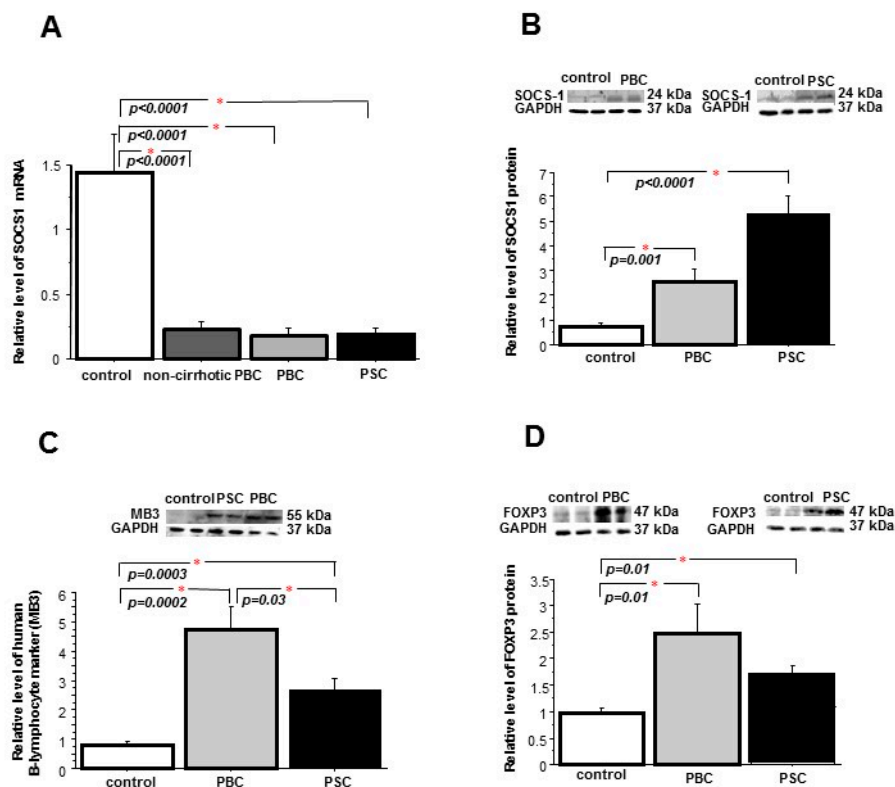 A
p<0.0001 *
p<0.0001 *
*
p<0.0001
Relative level of SOCS1 mRNA
1.5
1
0.5
0
control non-cirrhotic PBC PBC PSC
B
control PBC
SOCS-1 24 kDa
GAPDH 37 kDa
control PSC
SOCS-1 24 kDa
GAPDH 37 kDa
p<0.0001 *
*
p=0.001
Relative level of SOCS1 protein
7
6
5
4
3
2
1
0
control PBC PSC
C
control PSC PBC
MB3 55 kDa
GAPDH 37 kDa
*
p=0.0003
* *
p=0.0002 p=0.03
Relative level of human
B-lymphocyte marker (MB3)
6
5
4
3
2
1
0
control PBC PSC
D
control PBC
FOXP3 47 kDa
GAPDH 37 kDa
control PSC
FOXP3 47 kDa
GAPDH 37 kDa
*
p=0.01
*
p=0.01
Relative level of FOXP3 protein
3.5
3
2.5
2
1.5
1
.5
0
control PBC PSC